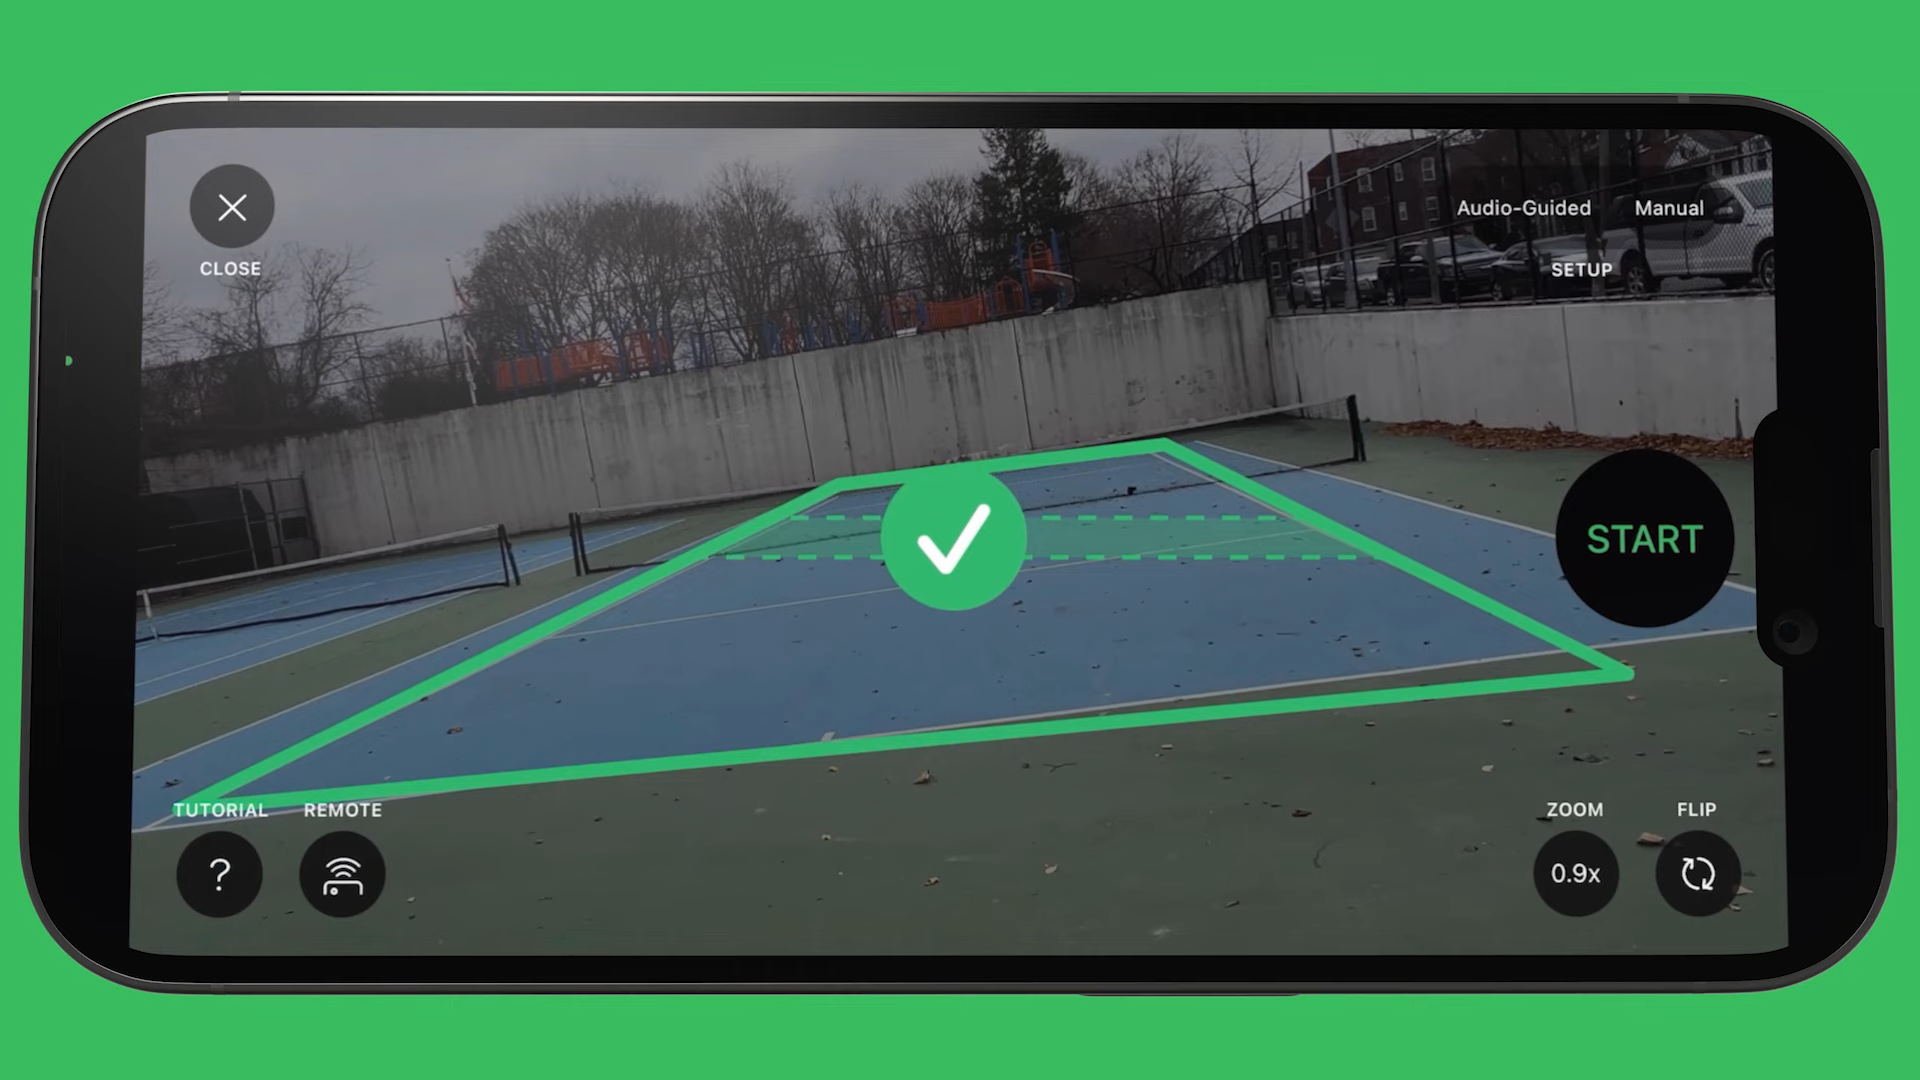 CLOSE
Audio-Guided Manual
SETUP
START
TUTORIAL REMOTE
?
ZOOM FLIP
0.9x